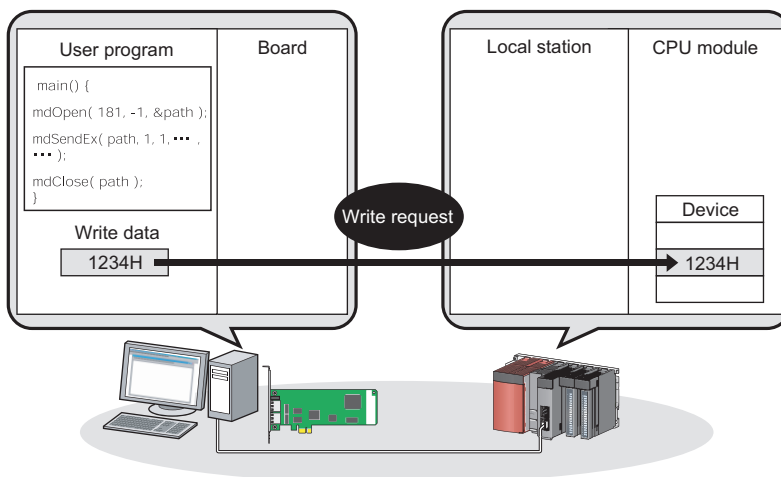 User program
Board
main() {
mdOpen( 181, -1, &path );
mdSendEx( path, 1, 1, ••• ,
••• );
mdClose( path );
}
Write data
1234H
Write request
Local station
CPU module
Device
1234H